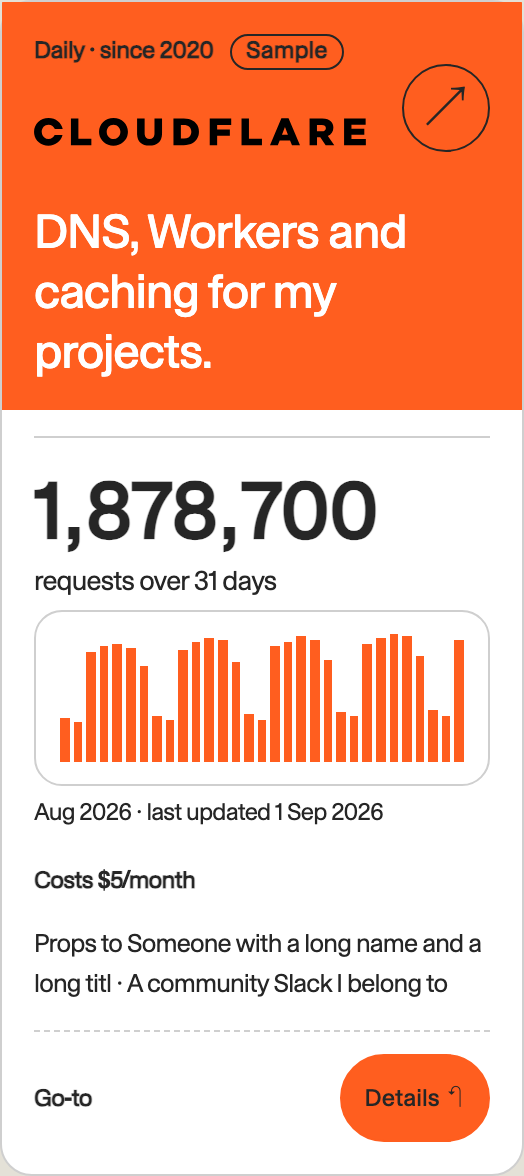 Daily · since 2020 Sample
CLOUDFLARE
DNS, Workers and
caching for my
projects.
1,878,700
requests over 31 days
Aug 2026 · last updated 1 Sep 2026
Costs $5/month
Props to Someone with a long name and a
long titl · A community Slack I belong to
Go-to
Details